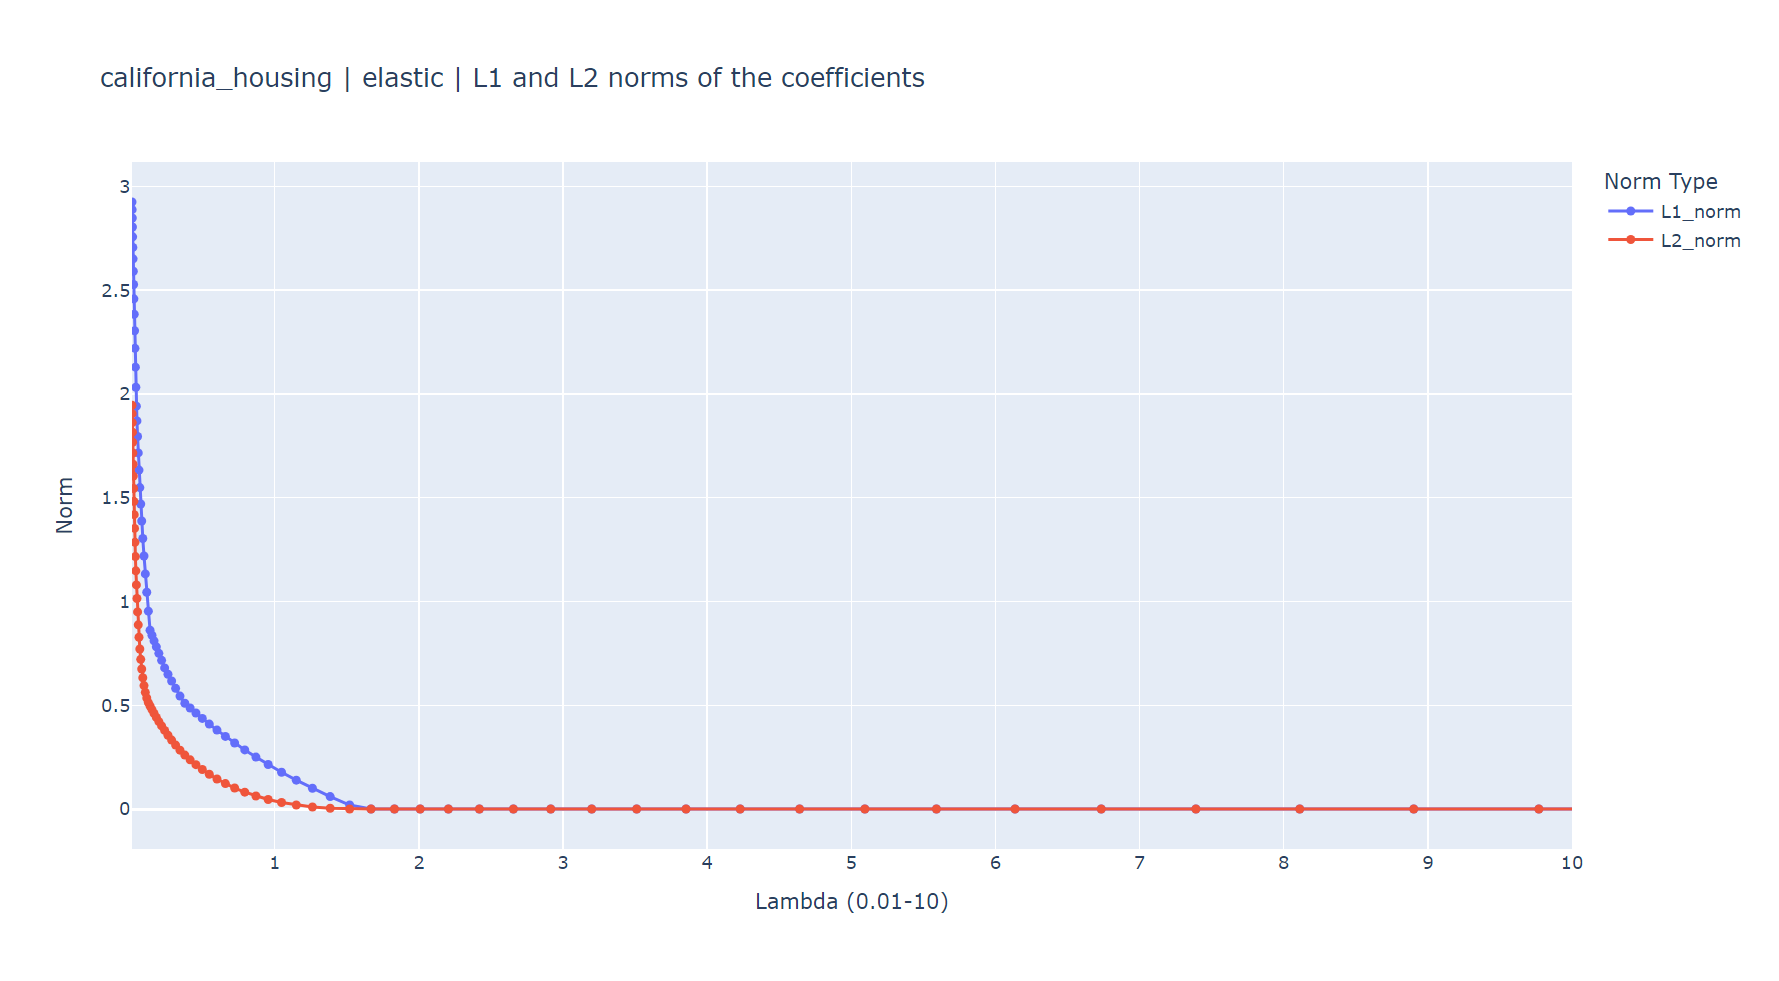 california_housing | elastic | L1 and L2 norms of the coefficients
Norm Type
L1_norm
L2_norm
3
2.5
2
1.5
1
0.5
0
Norm
1 2 3 4 5 6 7 8 9 10
Lambda (0.01-10)